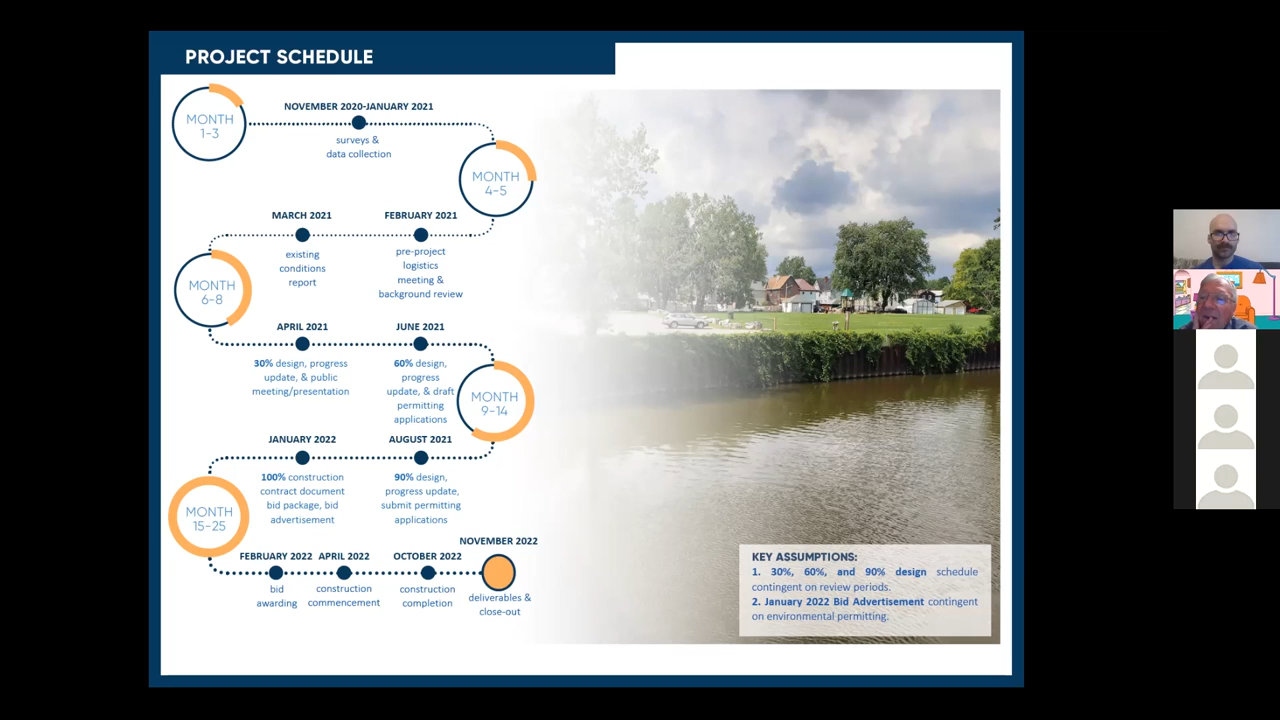 PROJECT SCHEDULE
MONTH
1-3
NOVEMBER 2020-JANUARY 2021
surveys &
data collection
MONTH
4-5
MARCH 2021
existing
conditions
report
FEBRUARY 2021
pre-project
logistics
meeting &
background review
MONTH
6-8
APRIL 2021
30% design, progress
update, & public
meeting/presentation
JUNE 2021
60% design,
progress
update, & draft
permitting
applications
MONTH
9-14
JANUARY 2022
100% construction
contract document
bid package, bid
advertisement
AUGUST 2021
90% design,
progress update,
submit permitting
applications
MONTH
15-25
FEBRUARY 2022
bid
awarding
APRIL 2022
construction
commencement
OCTOBER 2022
construction
completion
NOVEMBER 2022
deliverables &
close-out
KEY ASSUMPTIONS:
1. 30%, 60%, and 90% design schedule
contingent on review periods.
2. January 2022 Bid Advertisement contingent
on environmental permitting.